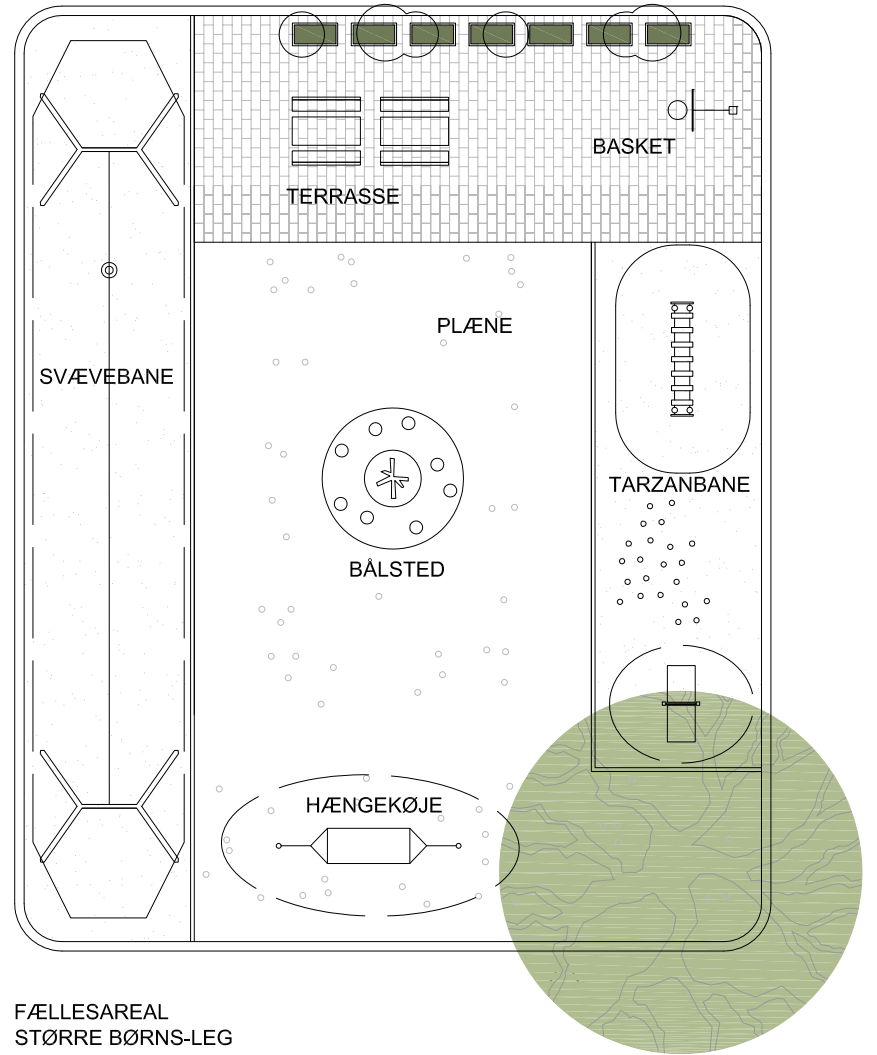 BASKET
TERRASSE
PLÆNE
SVÆVEBANE
TARZANBANE
BÅLSTED
HÆNGEKØJE
FÆLLESAREAL
STØRRE BØRNS-LEG